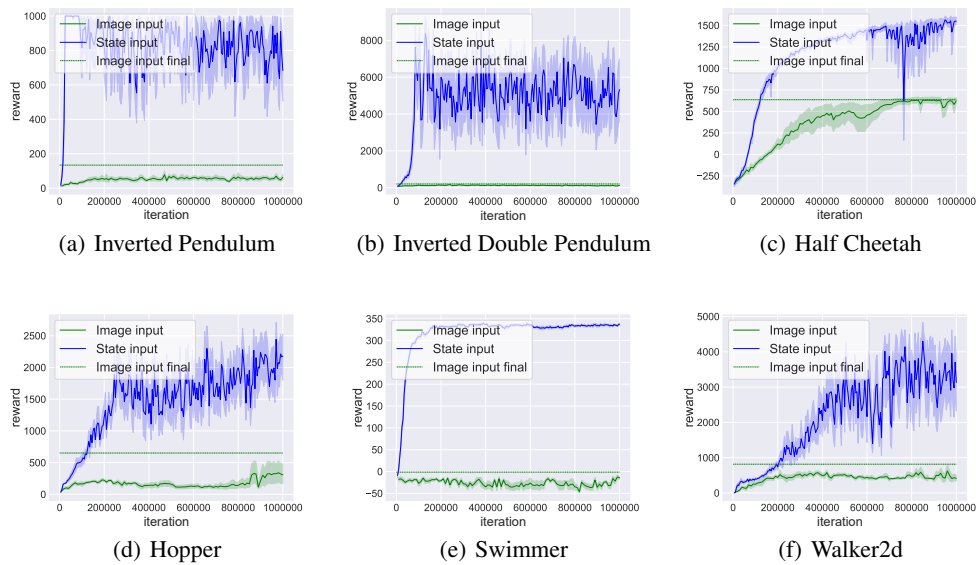 1000
800
600
400
200
0
reward
Image input
State input
Image input final
0 200000 400000 600000 800000 1000000
iteration
(a) Inverted Pendulum
8000
6000
4000
2000
0
reward
Image input
State input
Image input final
0 200000 400000 600000 800000 1000000
iteration
(b) Inverted Double Pendulum
1500
1250
1000
750
500
250
0
−250
reward
Image input
State input
Image input final
0 200000 400000 600000 800000 1000000
iteration
(c) Half Cheetah
2500
2000
1500
1000
500
0
reward
Image input
State input
Image input final
0 200000 400000 600000 800000 1000000
iteration
(d) Hopper
350
300
250
200
150
100
50
0
−50
reward
Image input
State input
Image input final
0 200000 400000 600000 800000 1000000
iteration
(e) Swimmer
5000
4000
3000
2000
1000
0
reward
Image input
State input
Image input final
0 200000 400000 600000 800000 1000000
iteration
(f) Walker2d